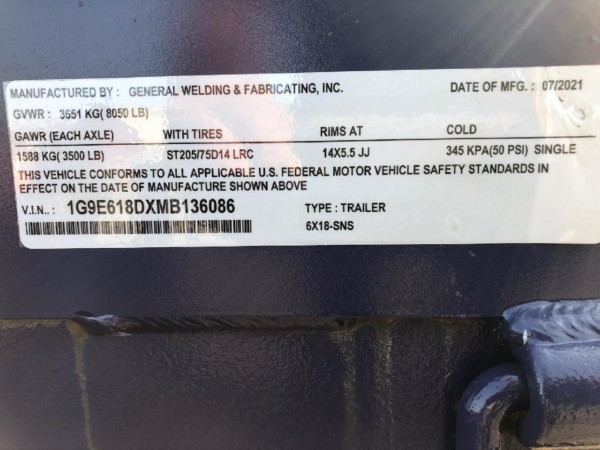 MANUFACTURED BY : GENERAL WELDING & FABRICATING, INC. DATE OF MFG. : 07/2021
GVWR : 3651 KG( 8050 LB)
GAWR (EACH AXLE) WITH TIRES RIMS AT COLD
1588 KG( 3500 LB) ST205/75D14 LRC 14X5.5 JJ 345 KPA(50 PSI) SINGLE
THIS VEHICLE CONFORMS TO ALL APPLICABLE U.S. FEDERAL MOTOR VEHICLE SAFETY STANDARDS IN
EFFECT ON THE DATE OF MANUFACTURE SHOWN ABOVE
V.I.N.. : 1G9E618DXMB136086 TYPE : TRAILER
6X18-SNS